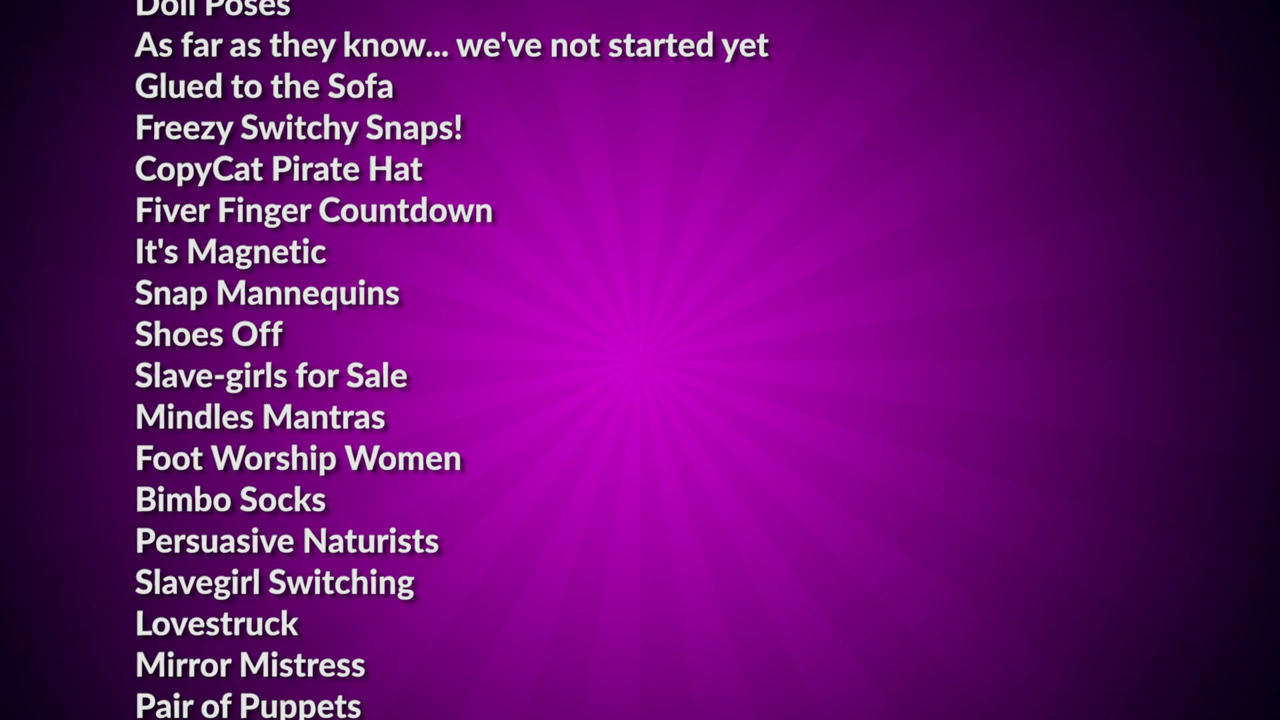 Doll Poses
As far as they know... we've not started yet
Glued to the Sofa
Freezy Switchy Snaps!
CopyCat Pirate Hat
Fiver Finger Countdown
It's Magnetic
Snap Mannequins
Shoes Off
Slave-girls for Sale
Mindles Mantras
Foot Worship Women
Bimbo Socks
Persuasive Naturists
Slavegirl Switching
Lovestruck
Mirror Mistress
Pair of Puppets